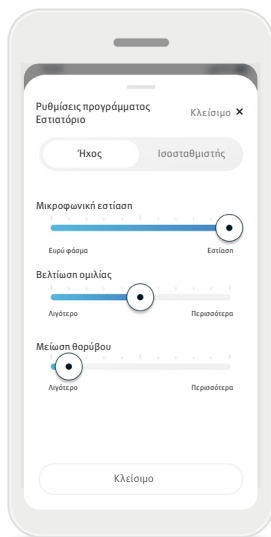 Ρυθμίσεις προγράμματος
Εστιατόριο
Κλείσιμο ×
Ήχος
Ισοσταθμιστής
Μικροφωνική εστίαση
Ευρύ φάσμα Εστίαση
Βελτίωση ομιλίας
Λιγότερο Περισσότερα
Μείωση θορύβου
Λιγότερο Περισσότερα
Κλείσιμο